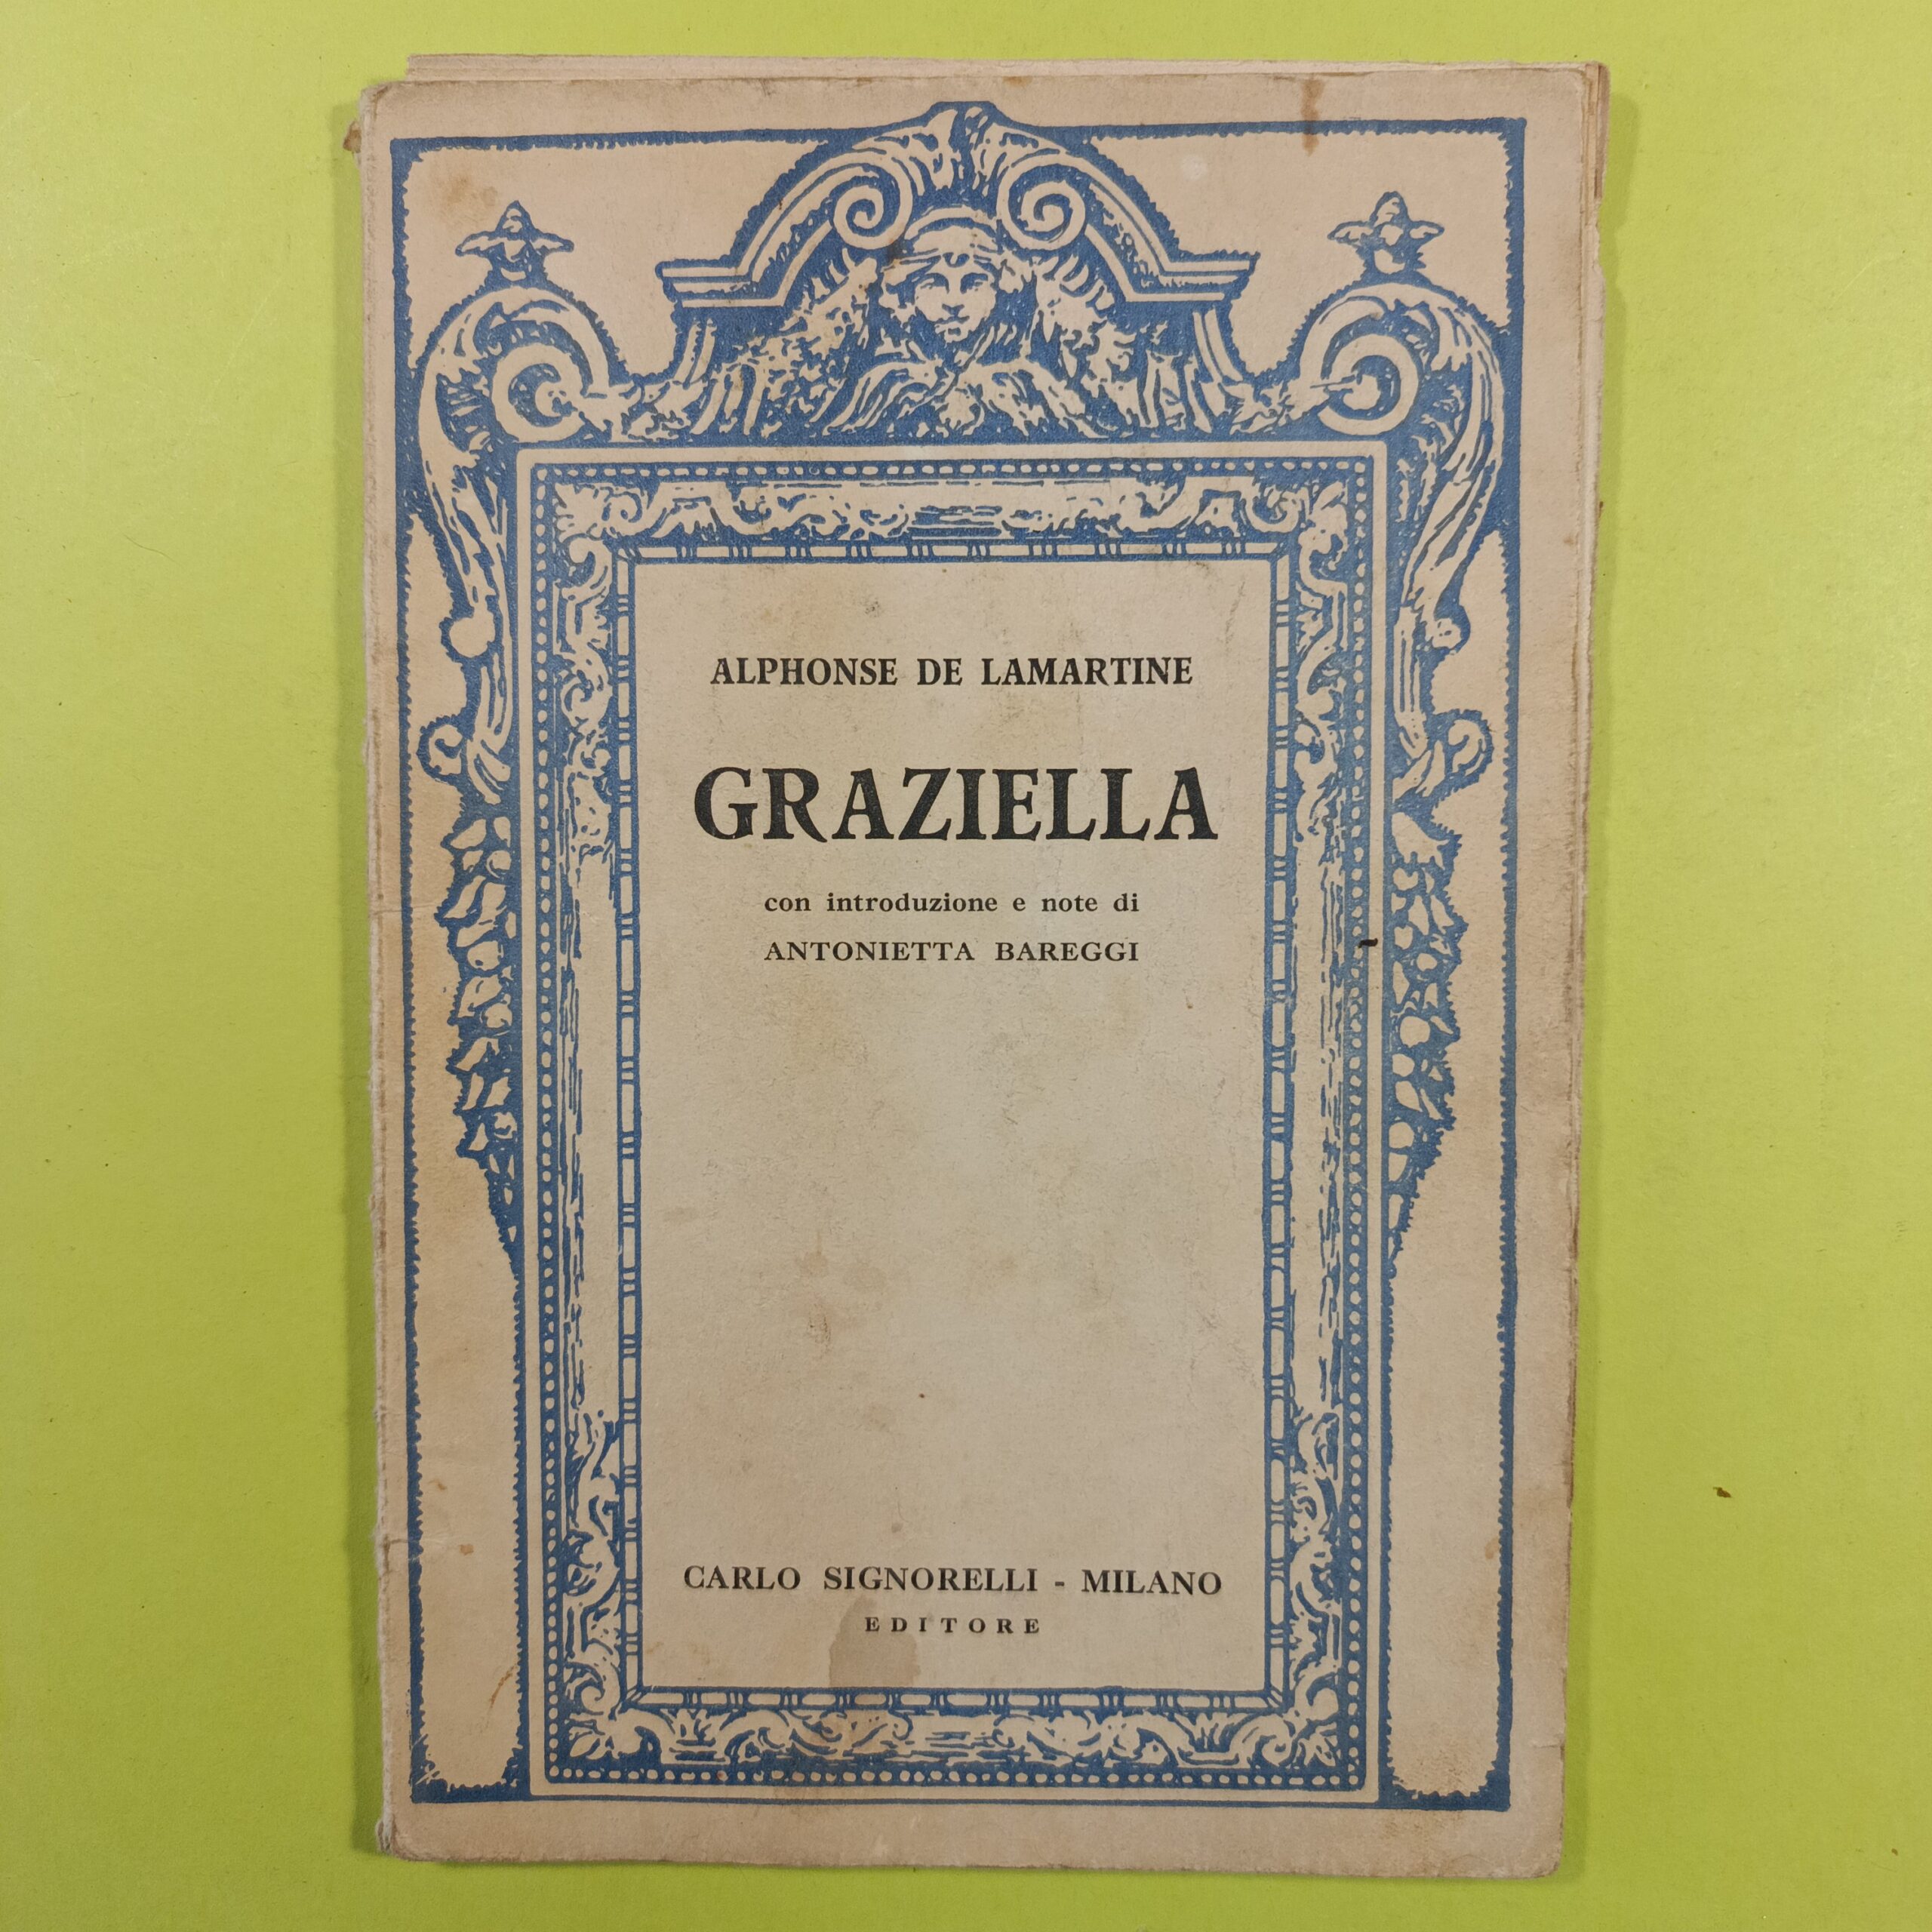 ALPHONSE DE LAMARTINE
GRAZIELLA
con introduzione e note di
ANTONIETTA BAREGGI
CARLO SIGNORELLI - MILANO
EDITORE